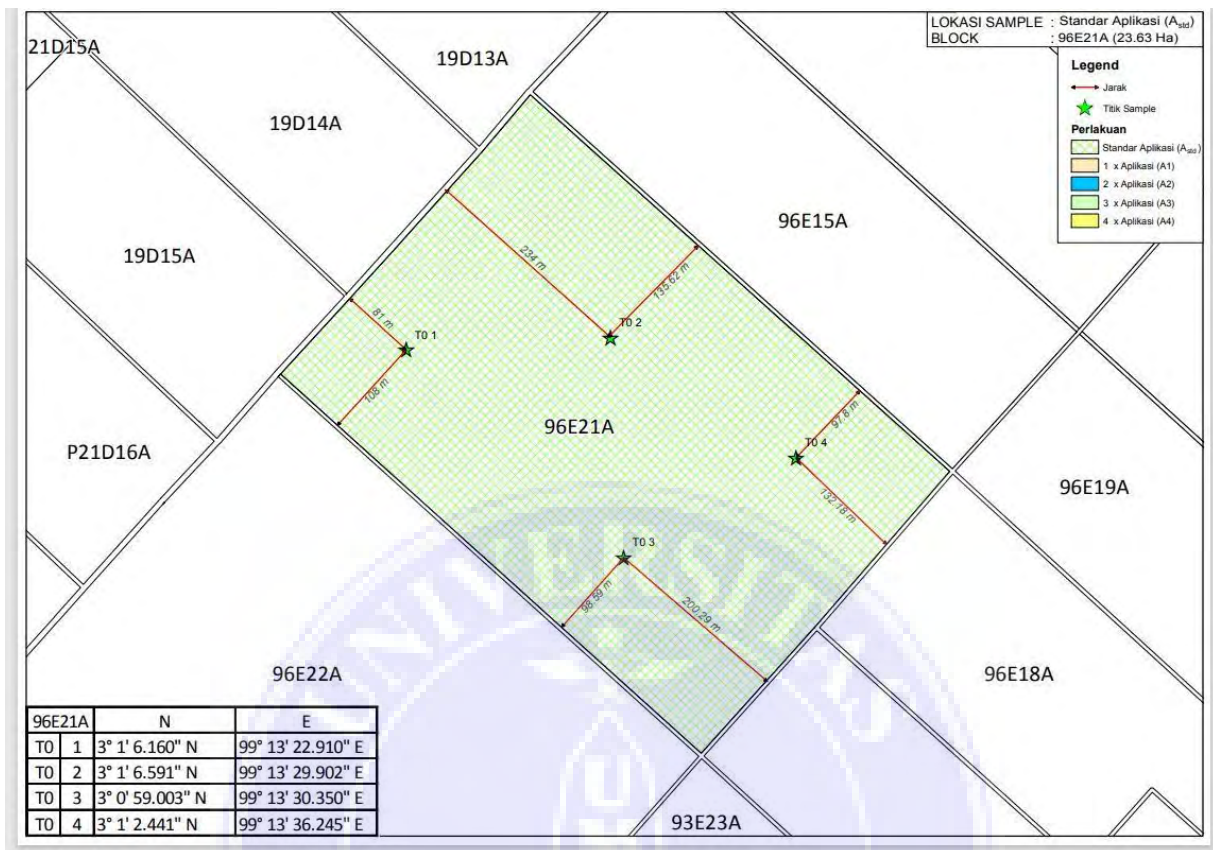 LOKASI SAMPLE : Standar Aplikasi (Astd)
BLOCK : 96E21A (23.63 Ha)
Legend
Jarak
Titik Sample
Perlakuan
Standar Aplikasi (Astd)
1 x Aplikasi (A1)
2 x Aplikasi (A2)
3 x Aplikasi (A3)
4 x Aplikasi (A4)
21D15A
19D13A
19D14A
96E15A
19D15A
234 m
135.62 m
81 m
T0 1
T0 2
108 m
96E21A
97.8 m
T0 4
P21D16A
132.18 m
96E19A
T0 3
98.59 m
200.29 m
96E22A
96E18A
93E23A
96E21A N E
T0 1 3° 1' 6.160" N 99° 13' 22.910" E
T0 2 3° 1' 6.591" N 99° 13' 29.902" E
T0 3 3° 0' 59.003" N 99° 13' 30.350" E
T0 4 3° 1' 2.441" N 99° 13' 36.245" E
UNIVERSITAS